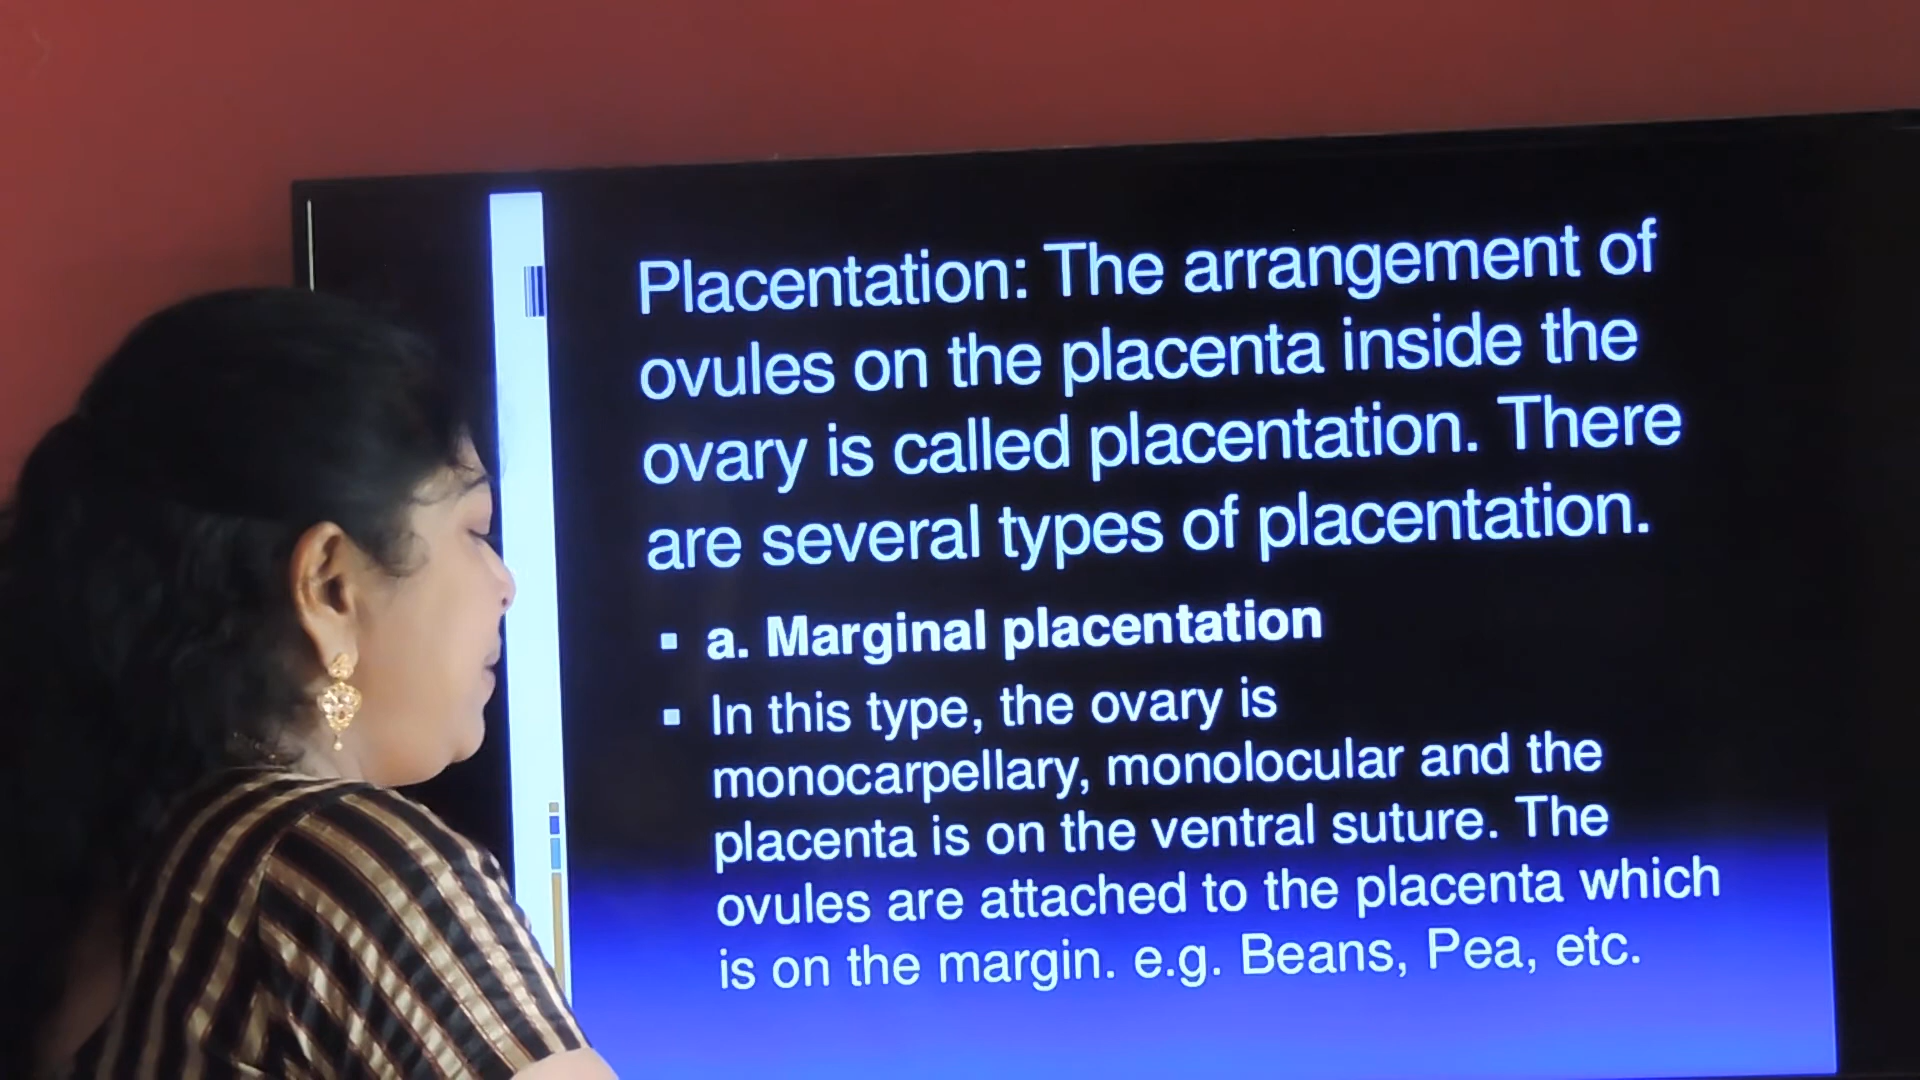 Placentation: The arrangement of
ovules on the placenta inside the
ovary is called placentation. There
are several types of placentation.
▪ a. Marginal placentation
▪ In this type, the ovary is
monocarpellary, monolocular and the
placenta is on the ventral suture. The
ovules are attached to the placenta which
is on the margin. e.g. Beans, Pea, etc.